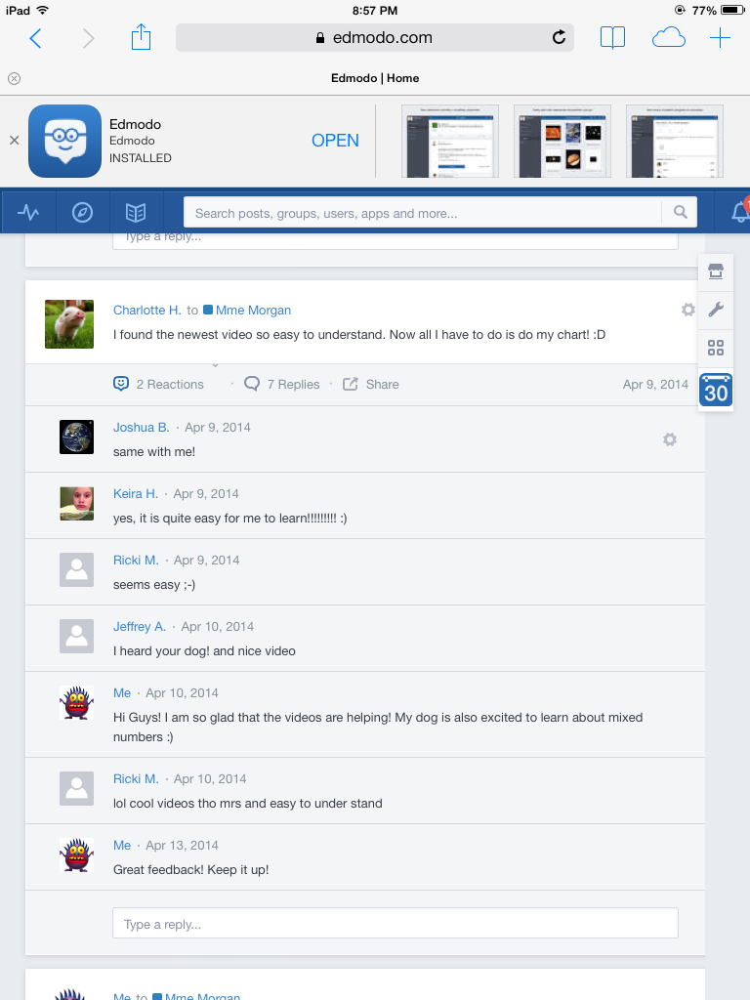 iPad 8:57 PM 77%
edmodo.com
Edmodo | Home
Edmodo
Edmodo
INSTALLED
OPEN
Search posts, groups, users, apps and more...
Type a reply...
Charlotte H. to Mme Morgan
I found the newest video so easy to understand. Now all I have to do is do my chart! :D
2 Reactions · 7 Replies · Share Apr 9, 2014
30
Joshua B. · Apr 9, 2014
same with me!
Keira H. · Apr 9, 2014
yes, it is quite easy for me to learn!!!!!!!!! :)
Ricki M. · Apr 9, 2014
seems easy ;-)
Jeffrey A. · Apr 10, 2014
I heard your dog! and nice video
Me · Apr 10, 2014
Hi Guys! I am so glad that the videos are helping! My dog is also excited to learn about mixed
numbers :)
Ricki M. · Apr 10, 2014
lol cool videos tho mrs and easy to under stand
Me · Apr 13, 2014
Great feedback! Keep it up!
Type a reply...
Me to Mme Morgan